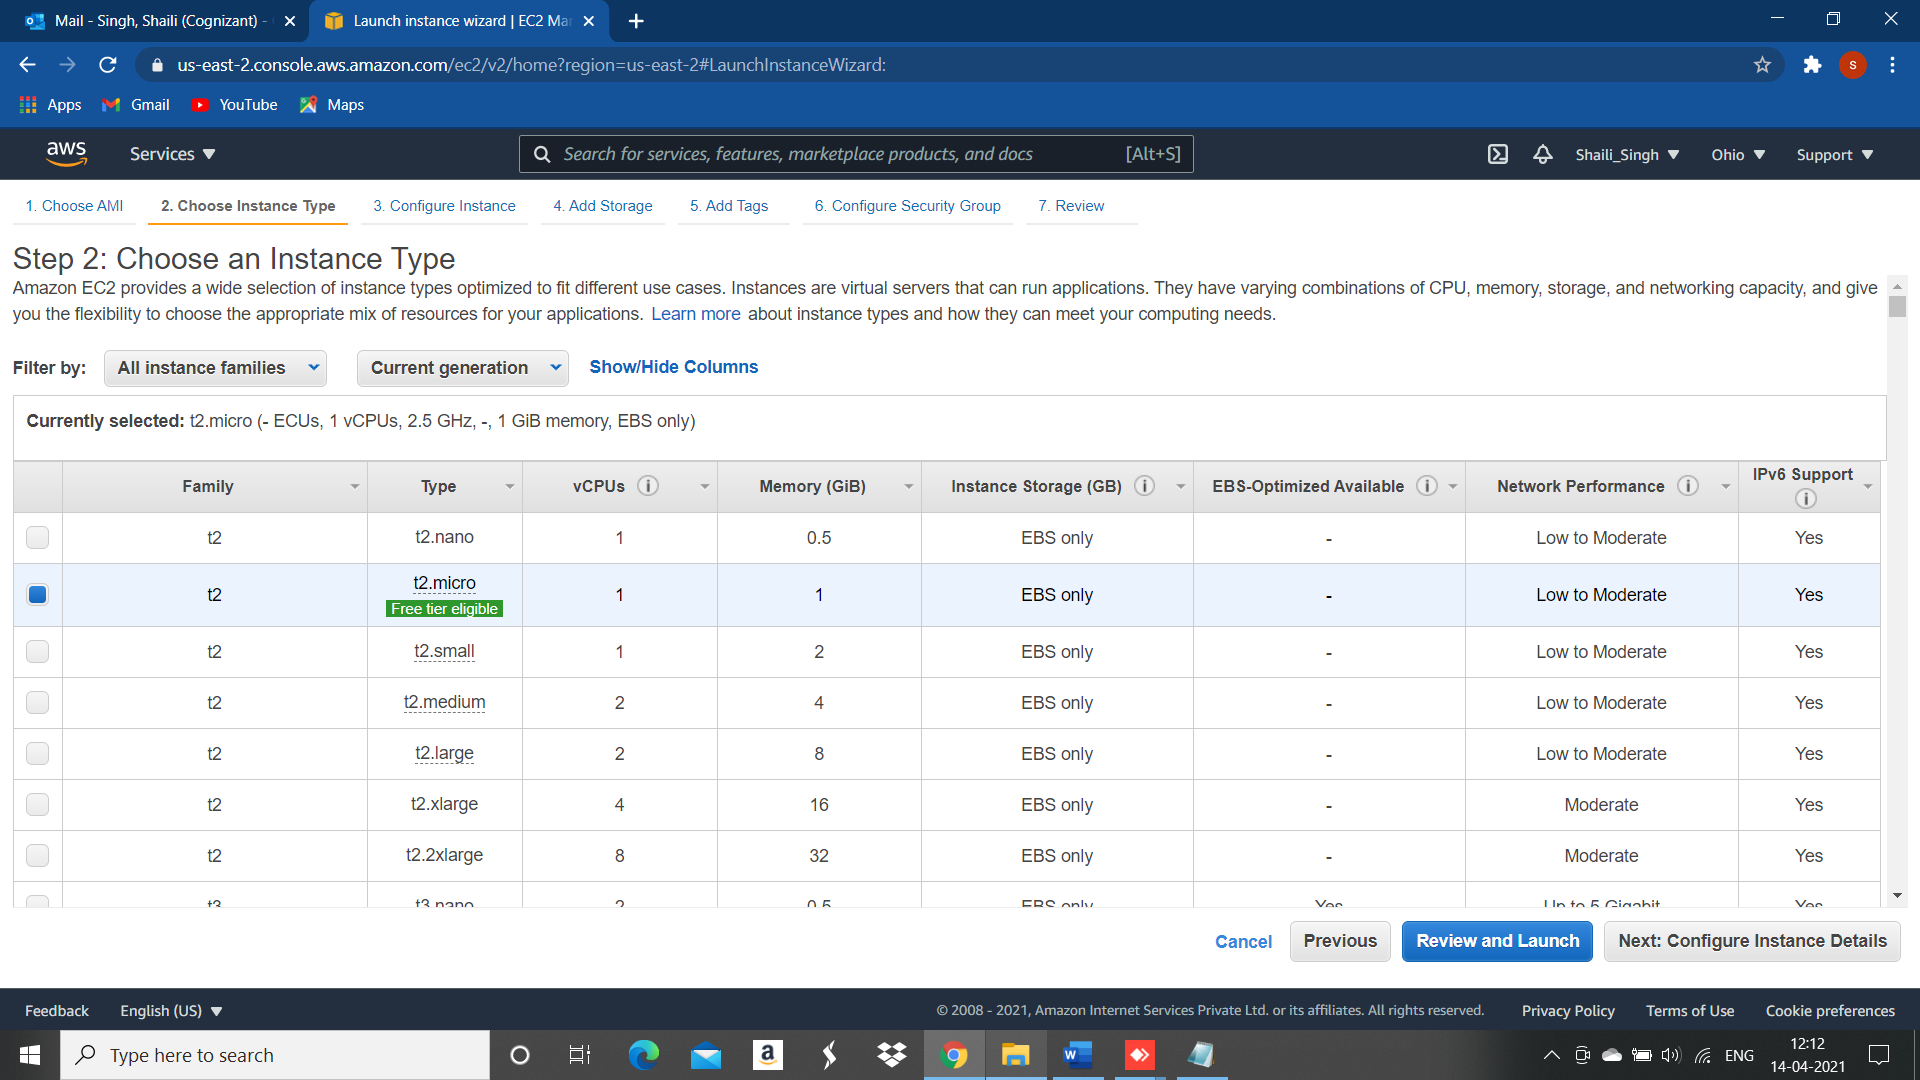 Mail - Singh, Shaili (Cognizant) -
Launch instance wizard | EC2 Ma
us-east-2.console.aws.amazon.com/ec2/v2/home?region=us-east-2#LaunchInstanceWizard:
S
Apps Gmail YouTube Maps
aws Services Search for services, features, marketplace products, and docs [Alt+S] Shaili_Singh Ohio Support
1. Choose AMI 2. Choose Instance Type 3. Configure Instance 4. Add Storage 5. Add Tags 6. Configure Security Group 7. Review
Step 2: Choose an Instance Type
Amazon EC2 provides a wide selection of instance types optimized to fit different use cases. Instances are virtual servers that can run applications. They have varying combinations of CPU, memory, storage, and networking capacity, and give
you the flexibility to choose the appropriate mix of resources for your applications. Learn more about instance types and how they can meet your computing needs.
Filter by: All instance families Current generation Show/Hide Columns
Currently selected: t2.micro (- ECUs, 1 vCPUs, 2.5 GHz, -, 1 GiB memory, EBS only)
Family Type vCPUs Memory (GiB) Instance Storage (GB) EBS-Optimized Available Network Performance IPv6 Support
t2 t2.nano 1 0.5 EBS only - Low to Moderate Yes
t2 t2.micro 1 1 EBS only - Low to Moderate Yes
Free tier eligible
t2 t2.small 1 2 EBS only - Low to Moderate Yes
t2 t2.medium 2 4 EBS only - Low to Moderate Yes
t2 t2.large 2 8 EBS only - Low to Moderate Yes
t2 t2.xlarge 4 16 EBS only - Moderate Yes
t2 t2.2xlarge 8 32 EBS only - Moderate Yes
t3 t3.nano 2 0.5 EBS only Yes Up to 5 Gigabit Yes
Cancel Previous Review and Launch Next: Configure Instance Details
Feedback English (US) © 2008 - 2021, Amazon Internet Services Private Ltd. or its affiliates. All rights reserved. Privacy Policy Terms of Use Cookie preferences
Type here to search
ENG
12:12
14-04-2021